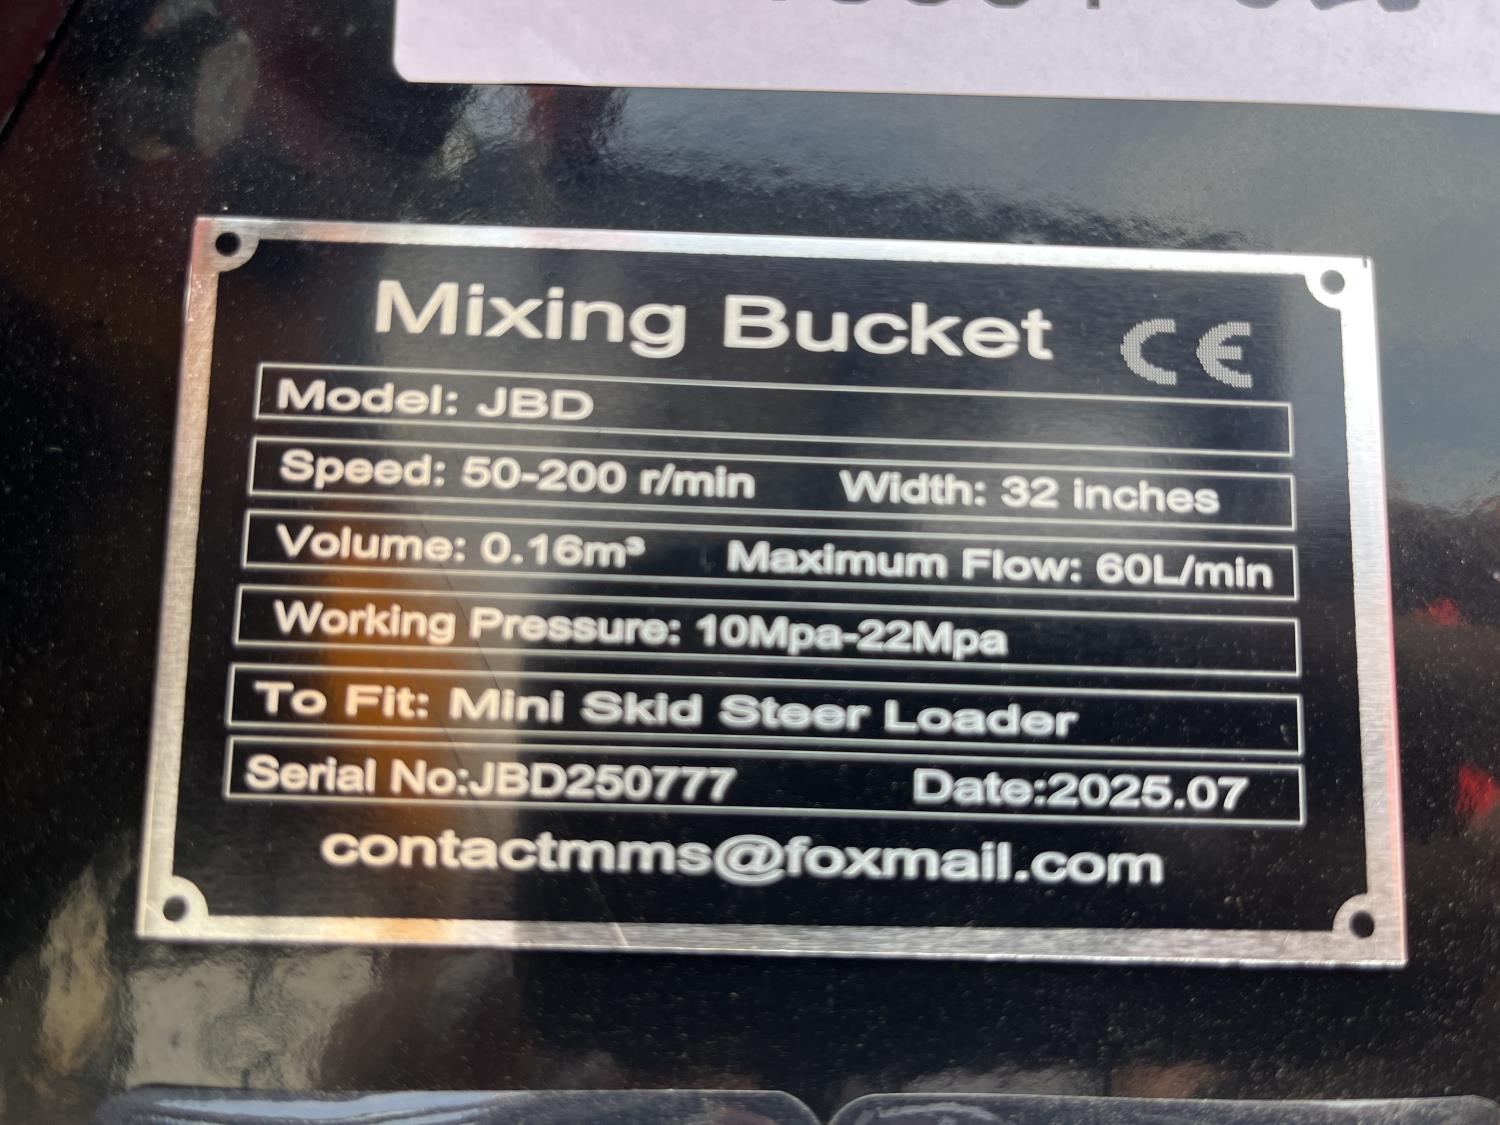 Mixing Bucket CE
Model: JBD
Speed: 50-200 r/min Width: 32 inches
Volume: 0.16m³ Maximum Flow: 60L/min
Working Pressure: 10Mpa-22Mpa
To Fit: Mini Skid Steer Loader
Serial No:JBD250777 Date:2025.07
contactmms@foxmail.com